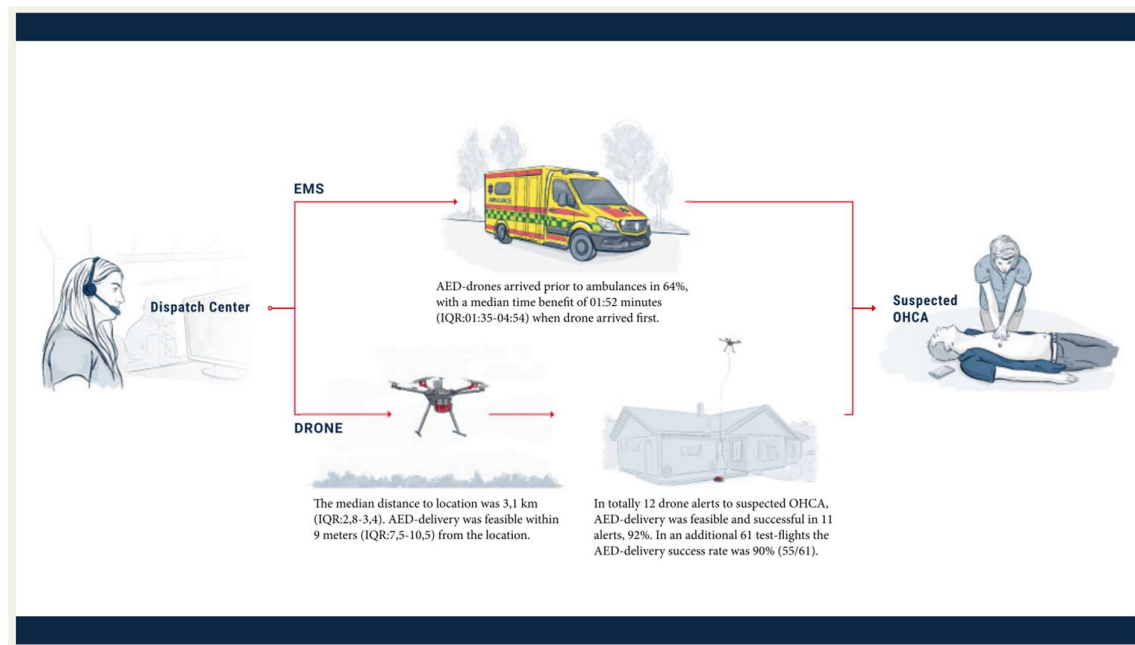 EMS
AMBULANCE
AED-drones arrived prior to ambulances in 64%,
with a median time benefit of 01:52 minutes
(IQR:01:35-04:54) when drone arrived first.
Dispatch Center
Suspected
OHCA
DRONE
The median distance to location was 3,1 km
(IQR:2,8-3,4). AED-delivery was feasible within
9 meters (IQR:7,5-10,5) from the location.
In totally 12 drone alerts to suspected OHCA,
AED-delivery was feasible and successful in 11
alerts, 92%. In an additional 61 test-flights the
AED-delivery success rate was 90% (55/61).